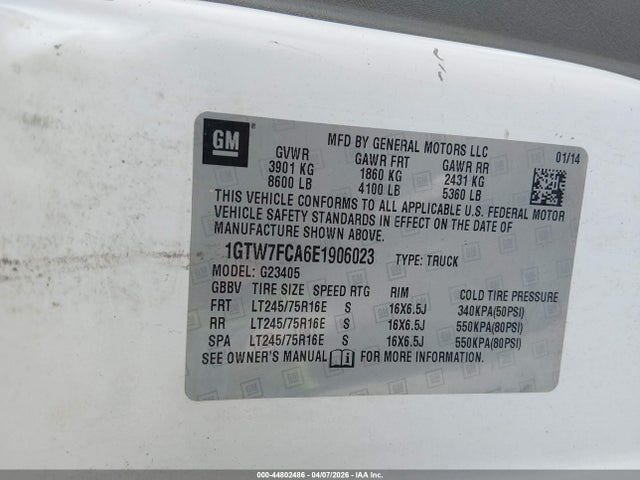 GM
MFD BY GENERAL MOTORS LLC 01/14
GVWR GAWR FRT GAWR RR
3901 KG 1860 KG 2431 KG
8600 LB 4100 LB 5360 LB
THIS VEHICLE CONFORMS TO ALL APPLICABLE U.S. FEDERAL MOTOR
VEHICLE SAFETY STANDARDS IN EFFECT ON THE DATE OF
MANUFACTURE SHOWN ABOVE.
1GTW7FCA6E1906023 TYPE: TRUCK
MODEL: G23405
GBBV TIRE SIZE SPEED RTG RIM COLD TIRE PRESSURE
FRT LT245/75R16E S 16X6.5J 340KPA(50PSI)
RR LT245/75R16E S 16X6.5J 550KPA(80PSI)
SPA LT245/75R16E S 16X6.5J 550KPA(80PSI)
SEE OWNER'S MANUAL FOR MORE INFORMATION.
000-44802486 - 04/07/2026 - IAA Inc.